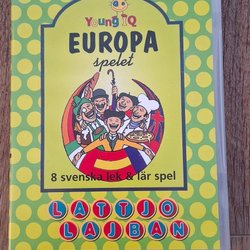 Young IQ
EUROPA
spelet
8 svenska lek & lär spel
LATTJO
LAJBAN